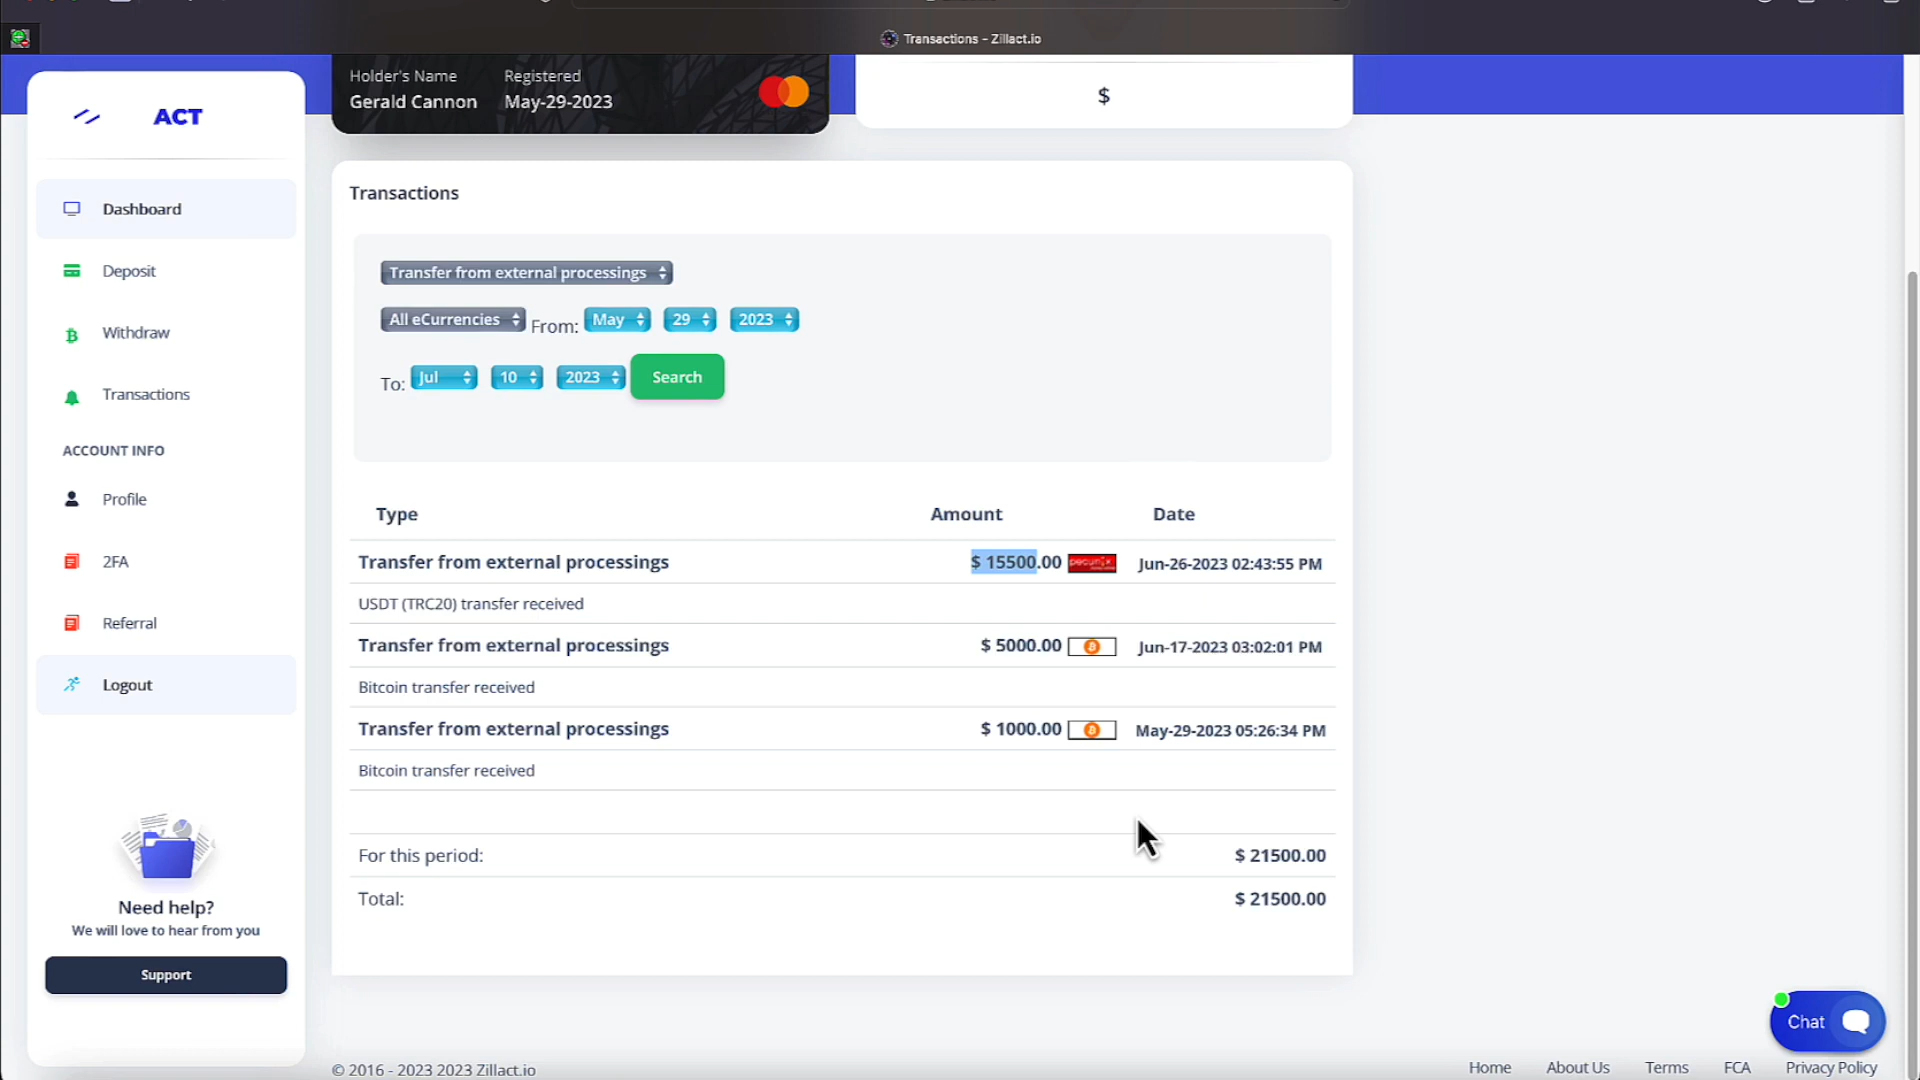 Transactions – Zillact.io
ACT
Dashboard
Deposit
Withdraw
Transactions
ACCOUNT INFO
Profile
2FA
Referral
Logout
Need help?
We will love to hear from you
Support
Holder's Name
Registered
Gerald Cannon
May-29-2023
$
Transactions
Transfer from external processings
All eCurrencies From: May 29 2023
To: Jul 10 2023 Search
Type Amount Date
Transfer from external processings $ 15500.00 pecunix Jun-26-2023 02:43:55 PM
USDT (TRC20) transfer received
Transfer from external processings $ 5000.00 Jun-17-2023 03:02:01 PM
Bitcoin transfer received
Transfer from external processings $ 1000.00 May-29-2023 05:26:34 PM
Bitcoin transfer received
For this period: $ 21500.00
Total: $ 21500.00
Chat
© 2016 - 2023 2023 Zillact.io
Home About Us Terms FCA Privacy Policy